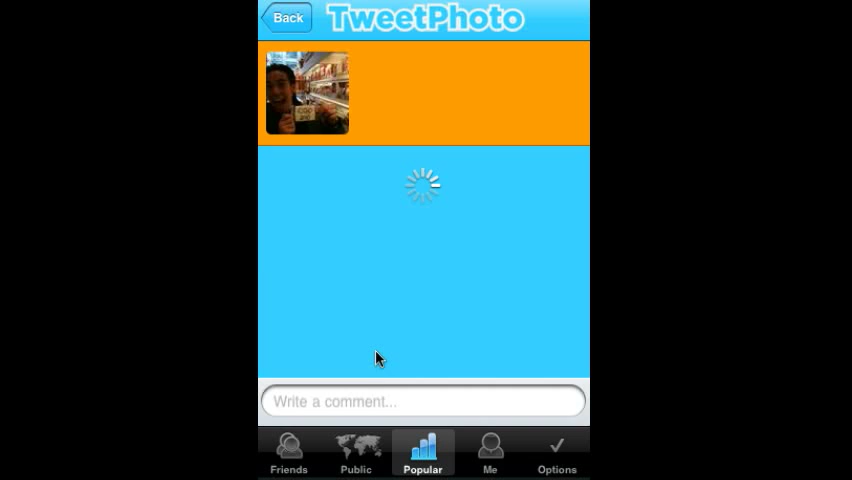 Back
TweetPhoto
Write a comment...
Friends
Public
Popular
Me
Options